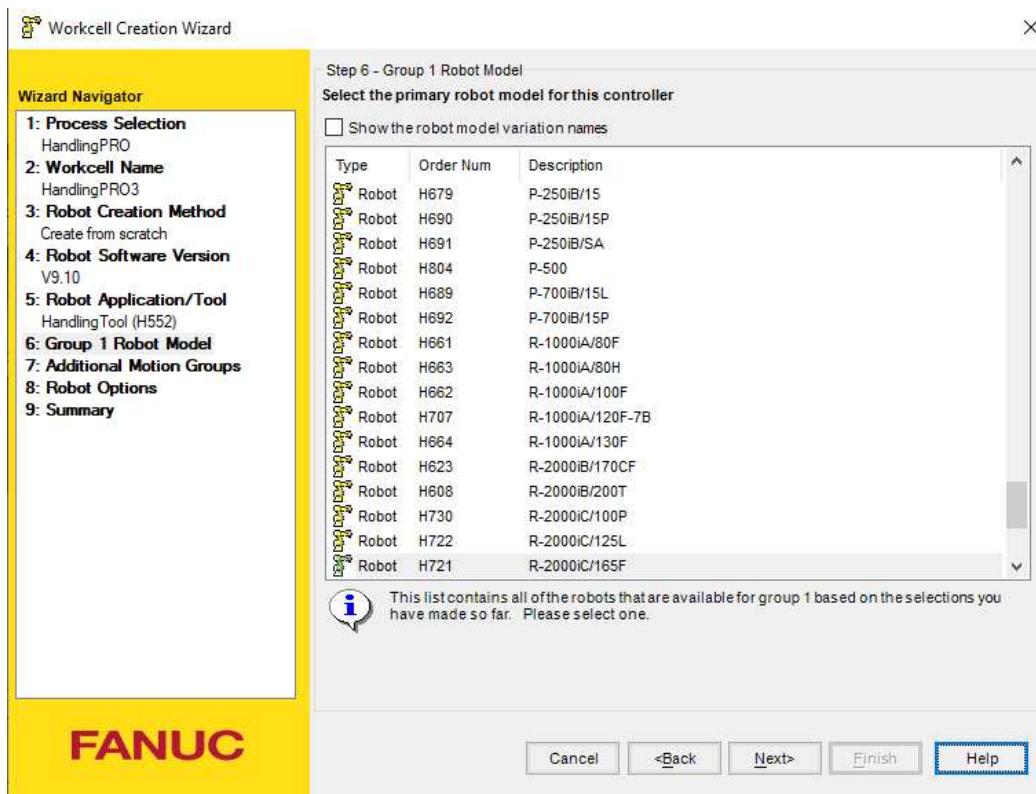 Workcell Creation Wizard
Wizard Navigator
1: Process Selection
HandlingPRO
2: Workcell Name
HandlingPRO3
3: Robot Creation Method
Create from scratch
4: Robot Software Version
V9.10
5: Robot Application/Tool
HandlingTool (H552)
6: Group 1 Robot Model
7: Additional Motion Groups
8: Robot Options
9: Summary
FANUC
Step 6 - Group 1 Robot Model
Select the primary robot model for this controller
Show the robot model variation names
Type Order Num Description
Robot H679 P-250iB/15
Robot H690 P-250iB/15P
Robot H691 P-250iB/SA
Robot H804 P-500
Robot H689 P-700iB/15L
Robot H692 P-700iB/15P
Robot H661 R-1000iA/80F
Robot H663 R-1000iA/80H
Robot H662 R-1000iA/100F
Robot H707 R-1000iA/120F-7B
Robot H664 R-1000iA/130F
Robot H623 R-2000iB/170CF
Robot H608 R-2000iB/200T
Robot H730 R-2000iC/100P
Robot H722 R-2000iC/125L
Robot H721 R-2000iC/165F
This list contains all of the robots that are available for group 1 based on the selections you
have made so far. Please select one.
Cancel <Back Next> Finish Help